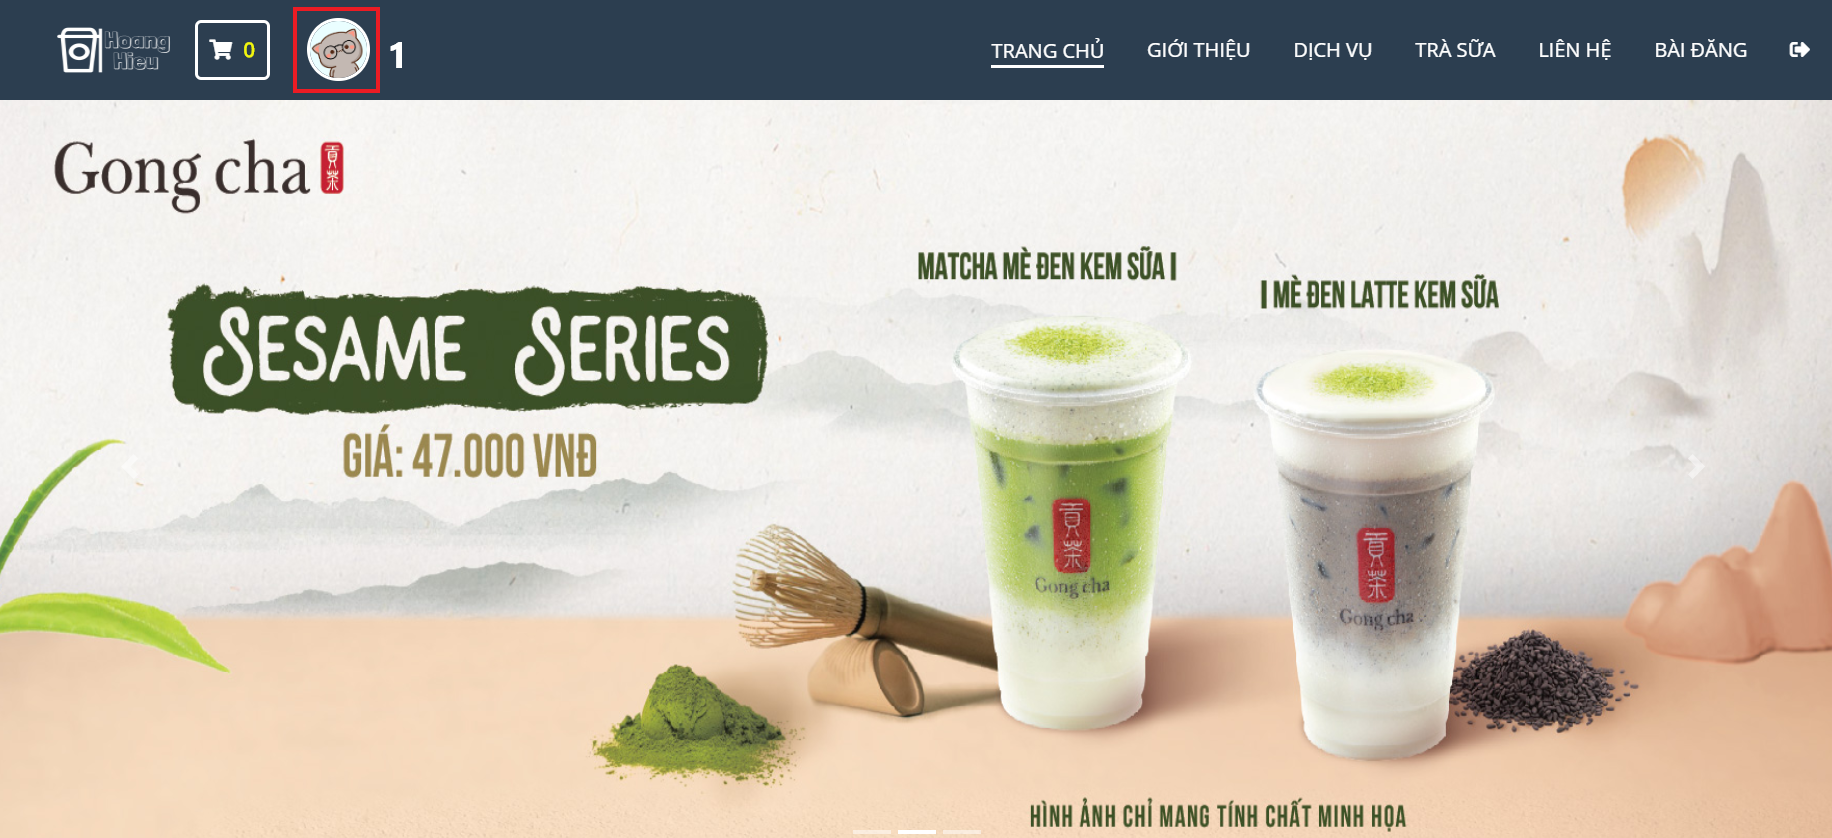 Hoang
Hieu
0
1
TRANG CHỦ
GIỚI THIỆU
DỊCH VỤ
TRÀ SỮA
LIÊN HỆ
BÀI ĐĂNG
Gong cha
貢茶
MATCHA MÈ ĐEN KEM SỮA
MÈ ĐEN LATTE KEM SỮA
SESAME SERIES
GIÁ: 47.000 VNĐ
貢茶
Gong cha
貢茶
Gong cha
HÌNH ẢNH CHỈ MANG TÍNH CHẤT MINH HỌA